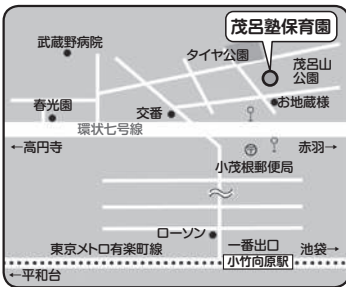 茂呂塾保育園
武蔵野病院
タイヤ公園
茂呂山
公園
春光園
交番
お地蔵様
環状七号線
←高円寺
赤羽→
小茂根郵便局
ローソン
一番出口
池袋→
東京メトロ有楽町線
小竹向原駅
←平和台